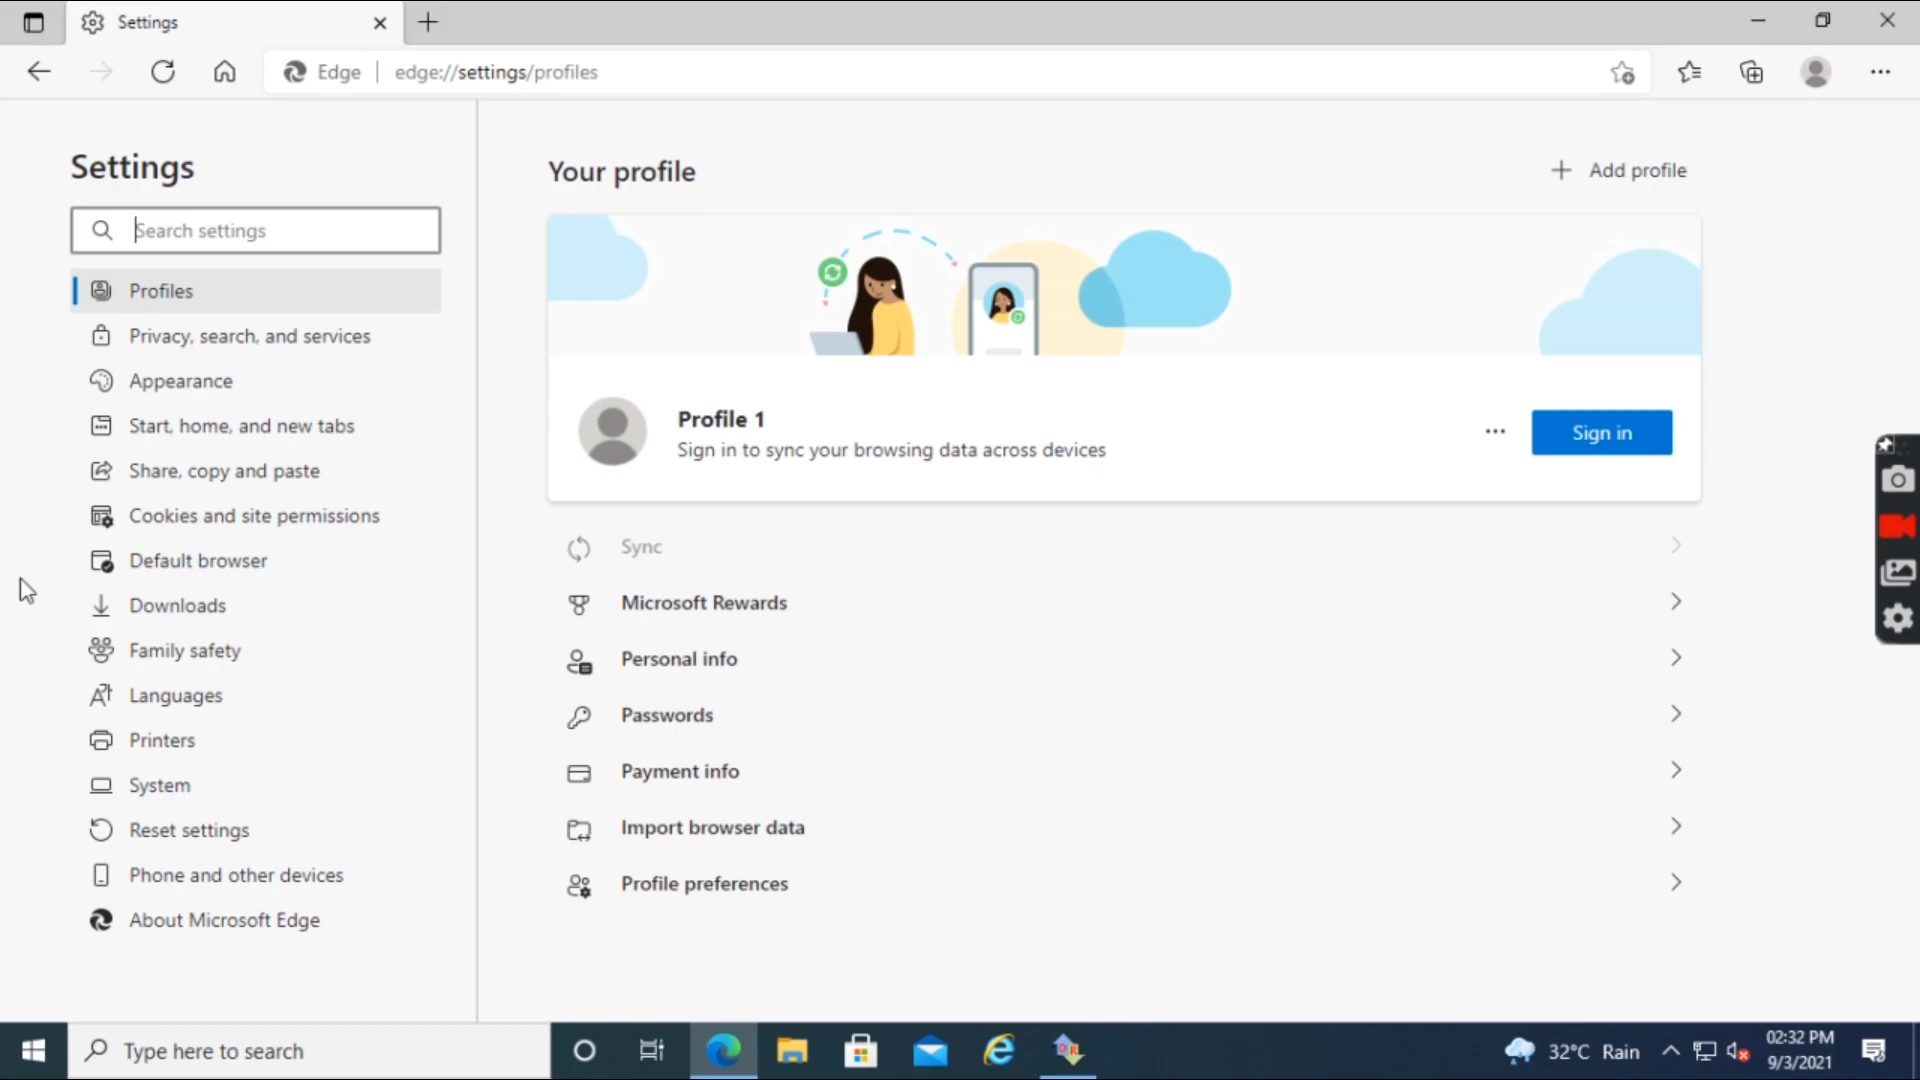 Settings
Edge
edge://settings/profiles
Settings
Search settings
Profiles
Privacy, search, and services
Appearance
Start, home, and new tabs
Share, copy and paste
Cookies and site permissions
Default browser
Downloads
Family safety
Languages
Printers
System
Reset settings
Phone and other devices
About Microsoft Edge
Your profile
Add profile
Profile 1
Sign in to sync your browsing data across devices
Sign in
Sync
Microsoft Rewards
Personal info
Passwords
Payment info
Import browser data
Profile preferences
Type here to search
32°C Rain
02:32 PM
9/3/2021